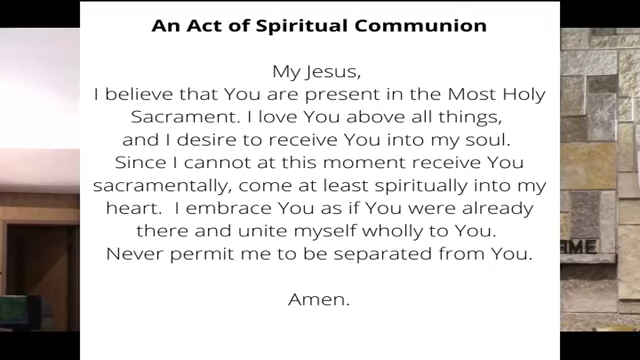 An Act of Spiritual Communion
My Jesus,
I believe that You are present in the Most Holy
Sacrament. I love You above all things,
and I desire to receive You into my soul.
Since I cannot at this moment receive You
sacramentally, come at least spiritually into my
heart.  I embrace You as if You were already
there and unite myself wholly to You.
Never permit me to be separated from You.
Amen.